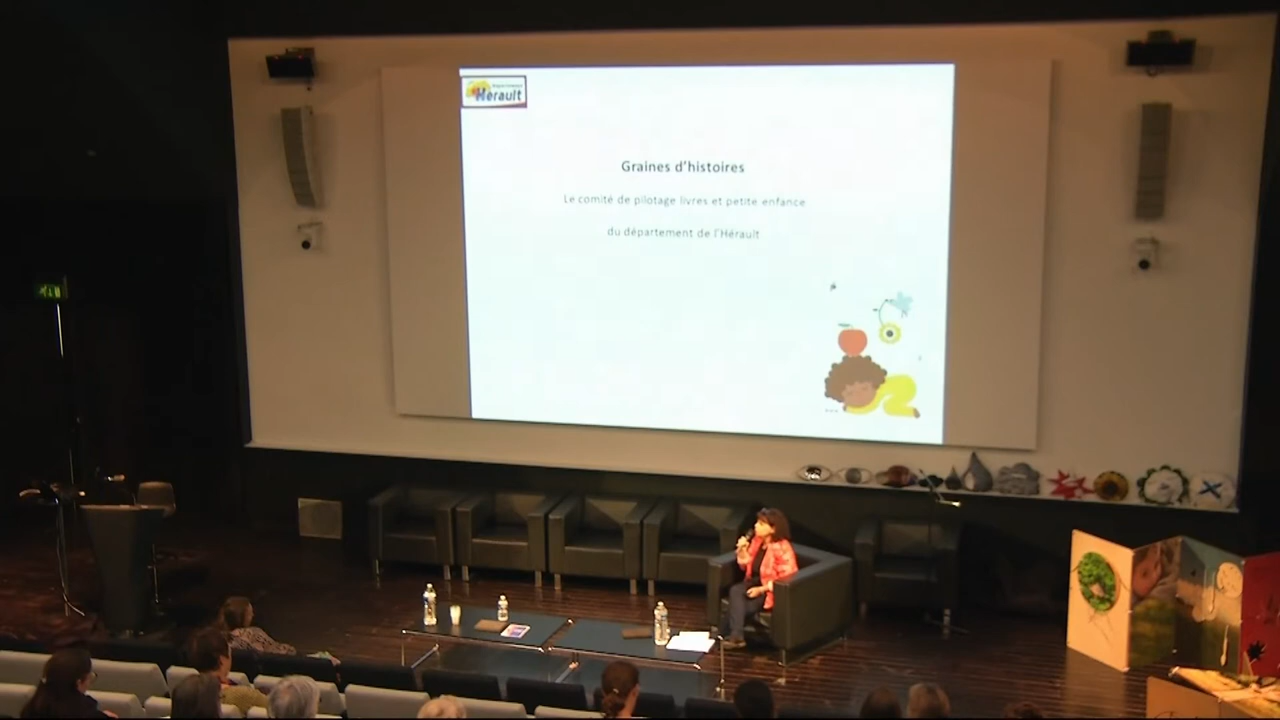 Hérault
Graines d'histoires
Le comité de pilotage livres et petite enfance
du département de l'Hérault